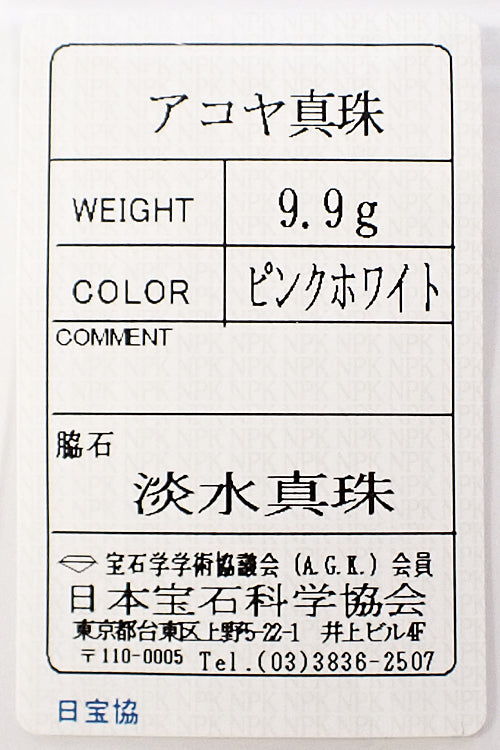 アコヤ真珠
WEIGHT 9.9g
COLOR ピンクホワイト
COMMENT
脇石
淡水真珠
宝石学学術協議会 (A.G.K.) 会員
日本宝石科学協会
東京都台東区上野5-22-1 井上ビル4F
〒110-0005 Tel.(03)3836-2507
日宝協